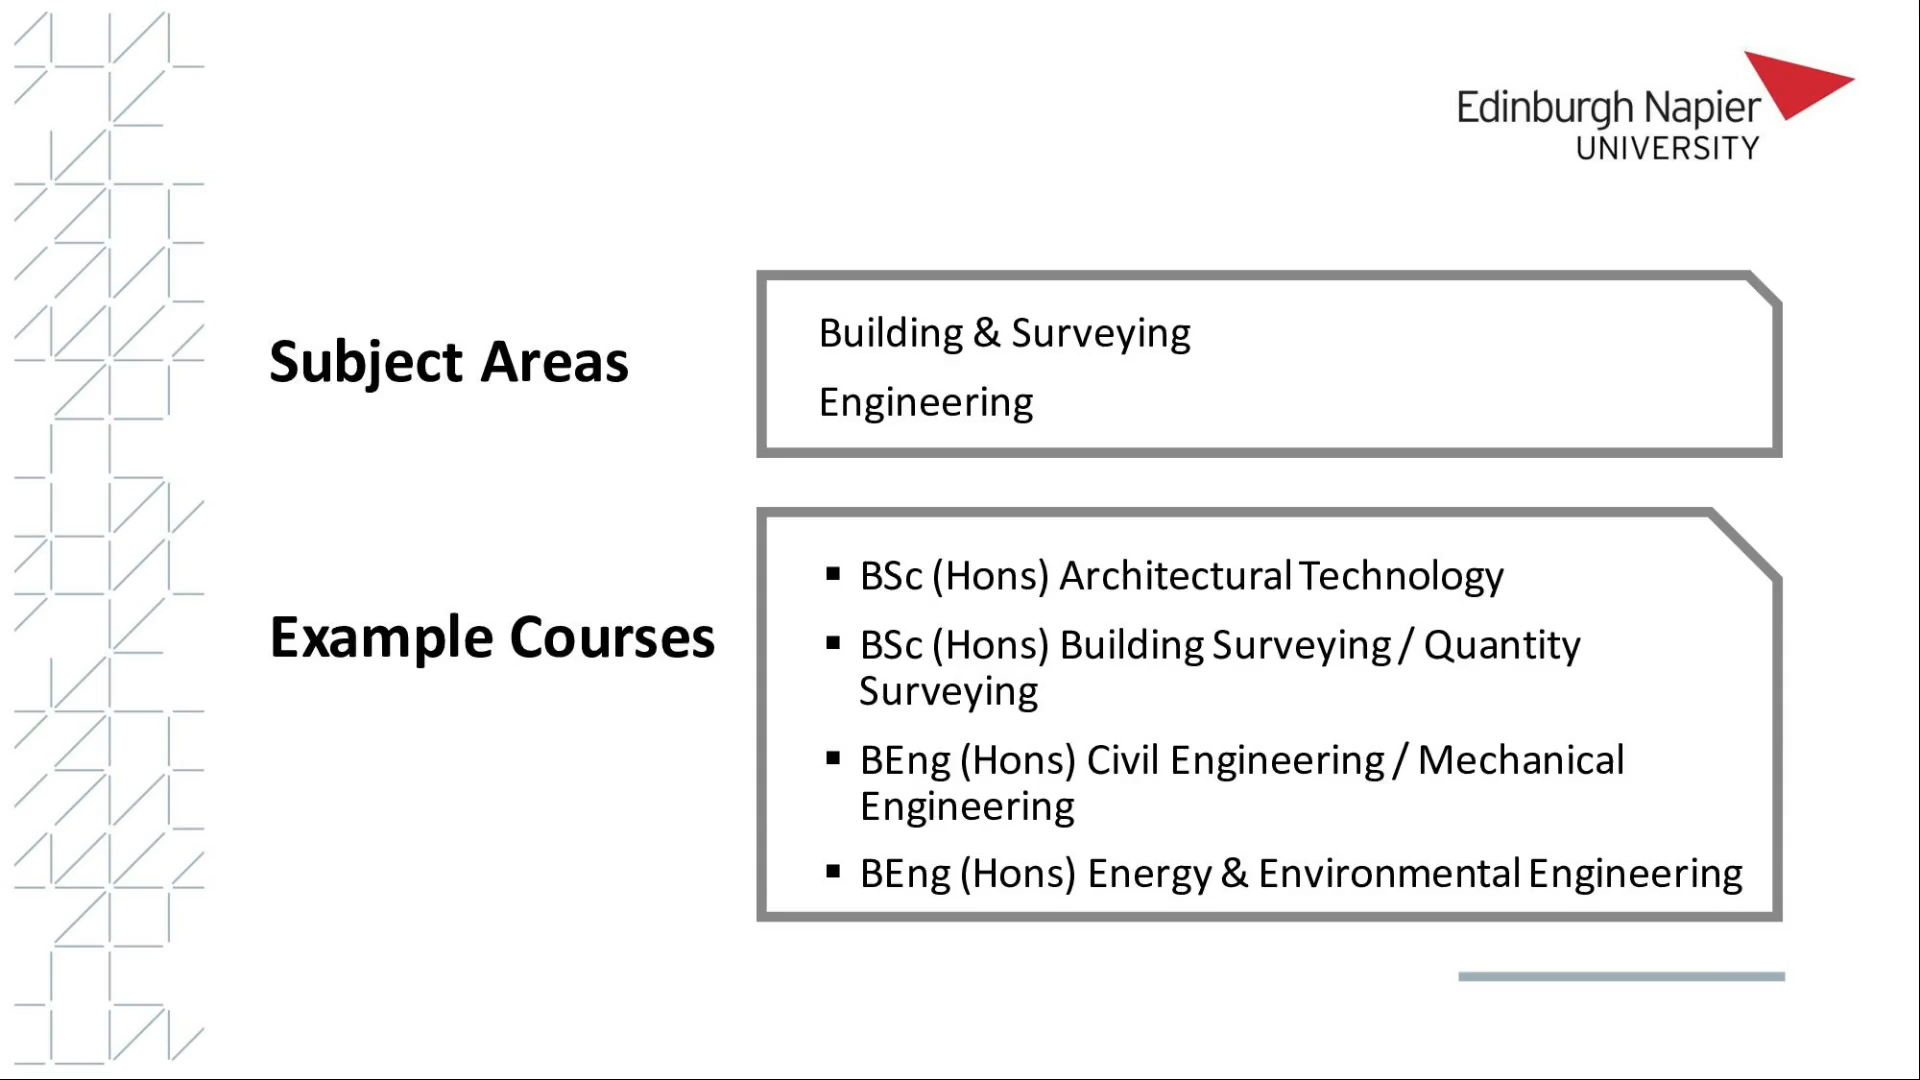 Edinburgh Napier
UNIVERSITY
Subject Areas
Building & Surveying
Engineering
Example Courses
▪ BSc (Hons) Architectural Technology
▪ BSc (Hons) Building Surveying / Quantity
Surveying
▪ BEng (Hons) Civil Engineering / Mechanical
Engineering
▪ BEng (Hons) Energy & Environmental Engineering